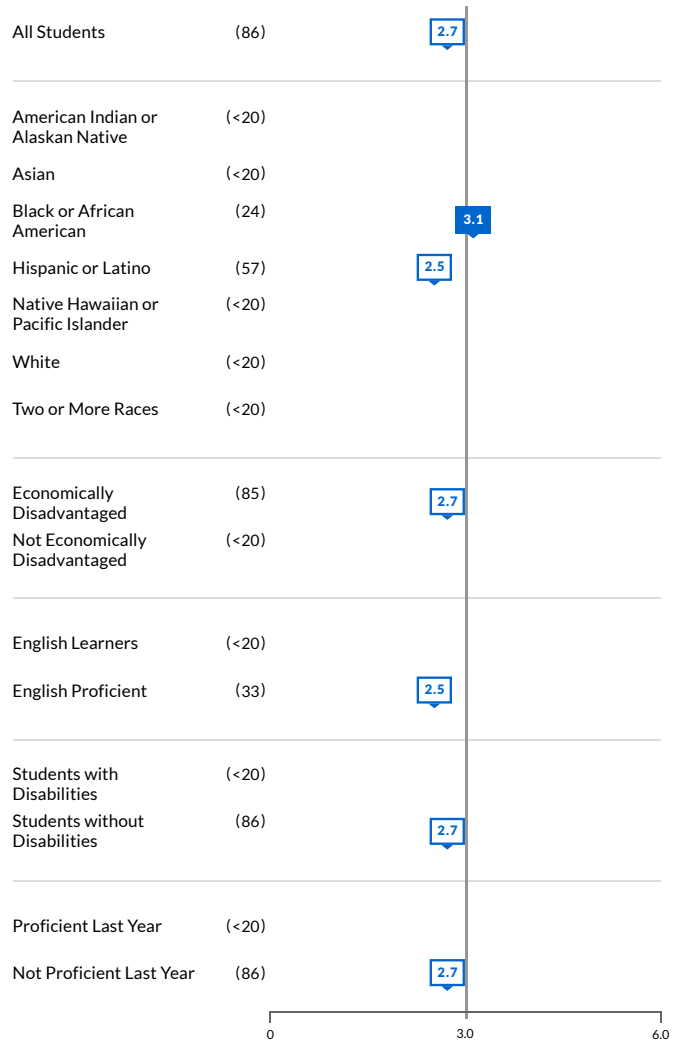 All Students (86) 2.7
American Indian or (<20)
Alaskan Native
Asian (<20)
Black or African (24) 3.1
American
Hispanic or Latino (57) 2.5
Native Hawaiian or (<20)
Pacific Islander
White (<20)
Two or More Races (<20)
Economically (85) 2.7
Disadvantaged
Not Economically (<20)
Disadvantaged
English Learners (<20)
English Proficient (33) 2.5
Students with (<20)
Disabilities
Students without (86) 2.7
Disabilities
Proficient Last Year (<20)
Not Proficient Last Year (86) 2.7
0 3.0 6.0